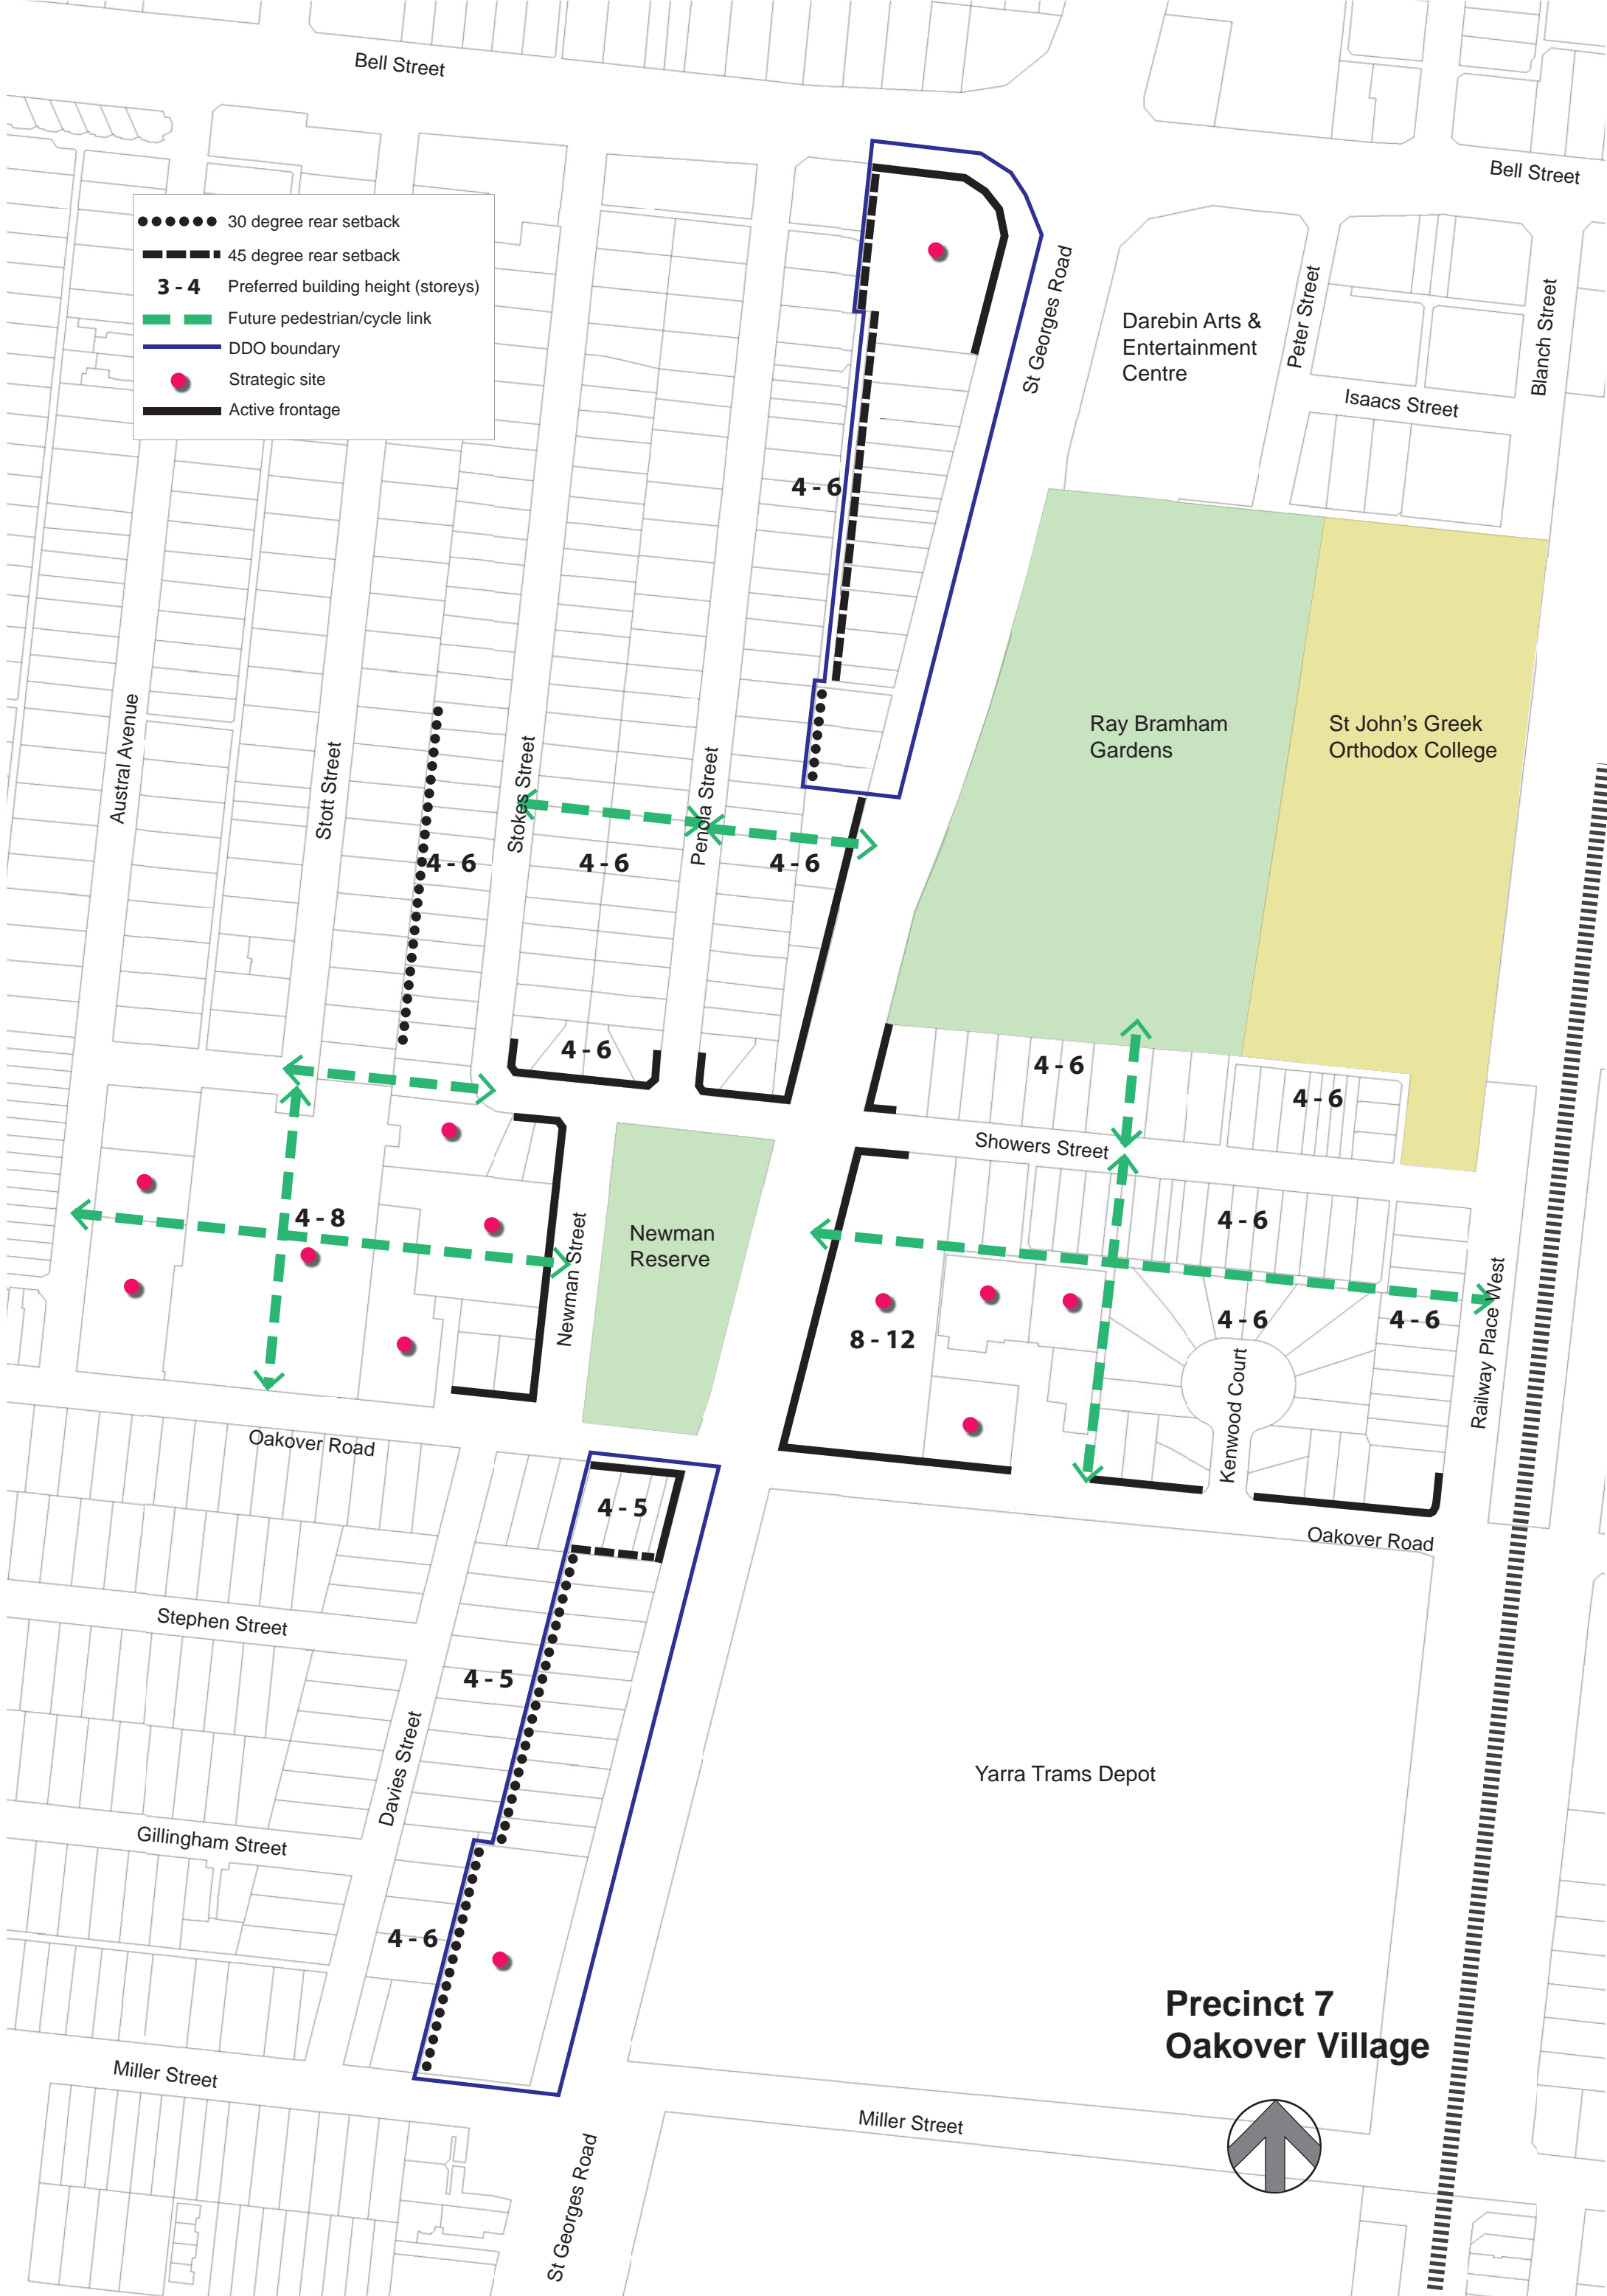 Bell Street
Bell Street
30 degree rear setback
45 degree rear setback
3 - 4 Preferred building height (storeys)
Future pedestrian/cycle link
DDO boundary
Strategic site
Active frontage
St Georges Road
Darebin Arts &
Entertainment
Centre
Peter Street
Blanch Street
Isaacs Street
4 - 6
Austral Avenue
Stott Street
Stokes Street
Penola Street
Ray Bramham
Gardens
St John’s Greek
Orthodox College
4 - 6
4 - 6
4 - 6
4 - 6
4 - 6
4 - 6
Showers Street
4 - 8
Newman Street
Newman
Reserve
4 - 6
8 - 12
4 - 6
4 - 6
Railway Place West
Kenwood Court
Oakover Road
Oakover Road
4 - 5
Stephen Street
4 - 5
Davies Street
Yarra Trams Depot
Gillingham Street
4 - 6
Precinct 7
Oakover Village
Miller Street
Miller Street
St Georges Road